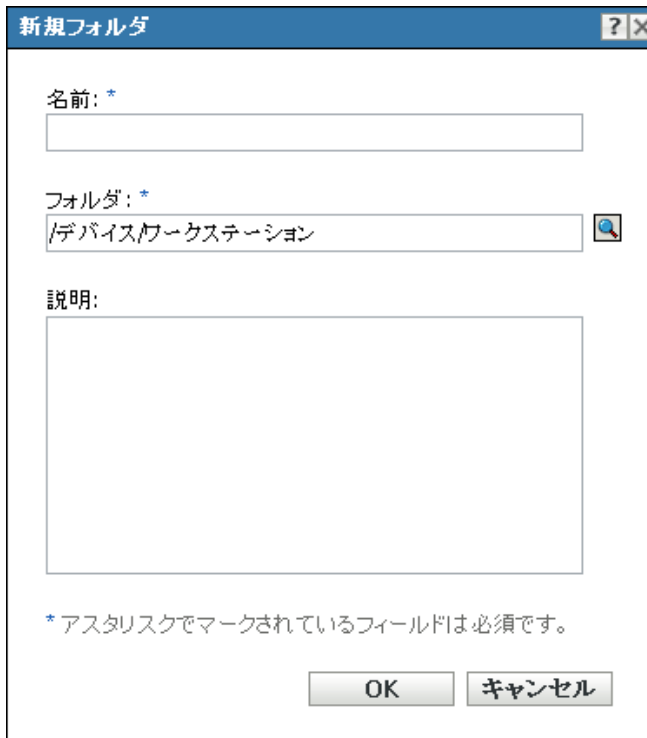 新規フォルダ
名前: *
フォルダ: *
/デバイス/ワークステーション
説明:
* アスタリスクでマークされているフィールドは必須です。
OK キャンセル